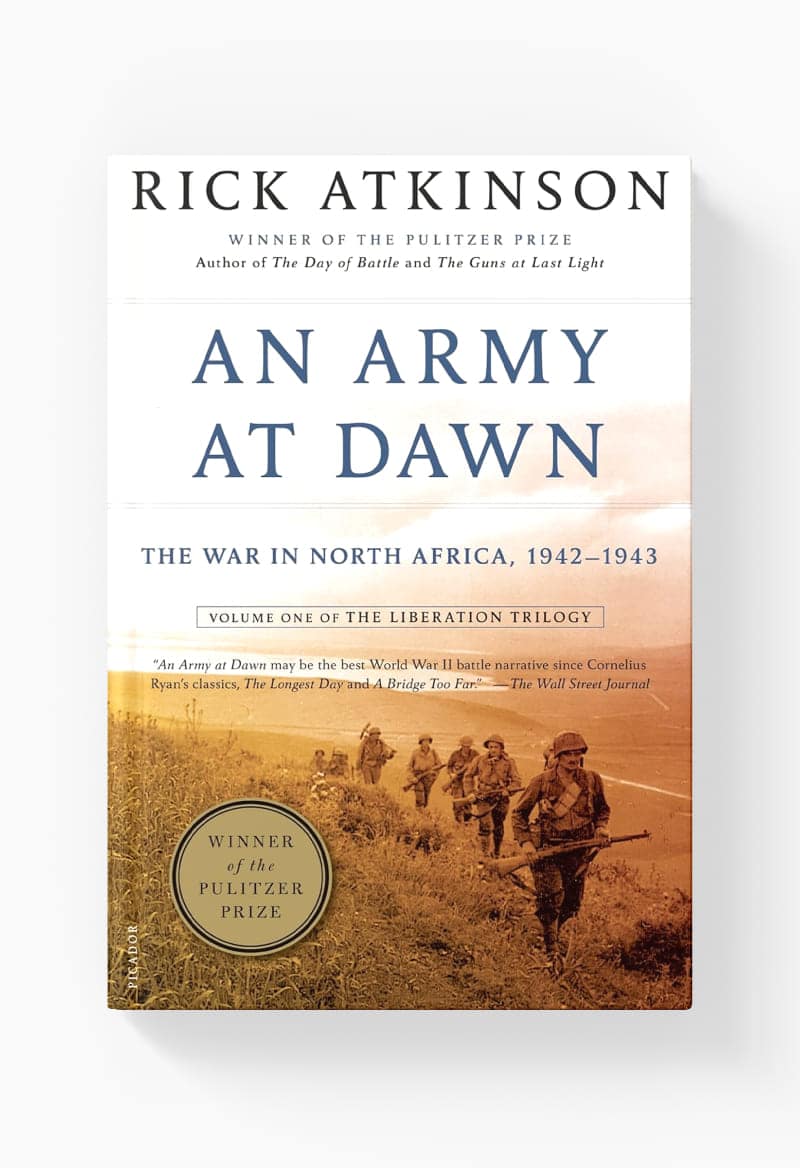 RICK ATKINSON
WINNER OF THE PULITZER PRIZE
Author of The Day of Battle and The Guns at Last Light
AN ARMY
AT DAWN
THE WAR IN NORTH AFRICA, 1942–1943
VOLUME ONE OF THE LIBERATION TRILOGY
“An Army at Dawn may be the best World War II battle narrative since Cornelius
Ryan’s classics, The Longest Day and A Bridge Too Far.” —The Wall Street Journal
WINNER
of the
PULITZER
PRIZE
PICADOR